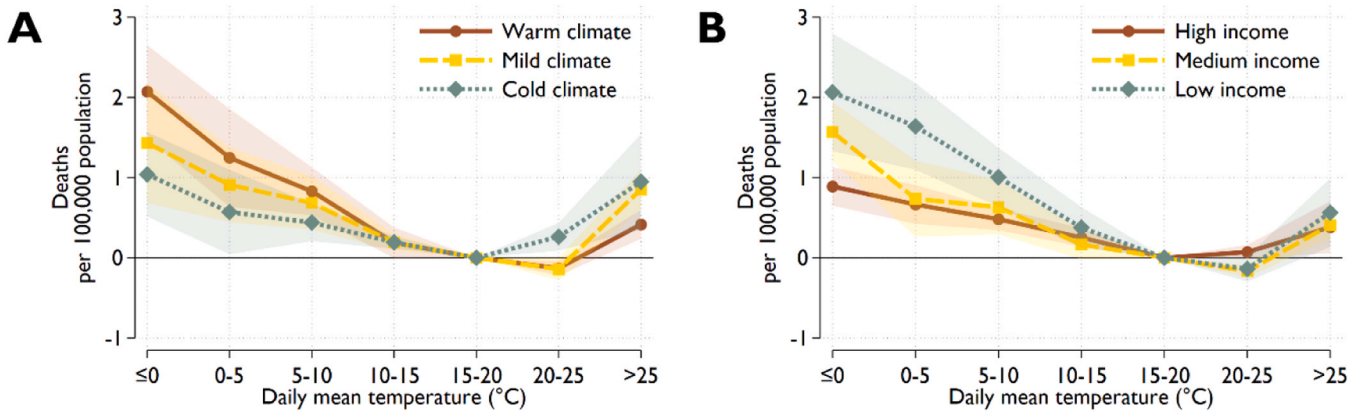 A
3
2
1
0
-1
Deaths
per 100,000 population
Warm climate
Mild climate
Cold climate
≤0 0-5 5-10 10-15 15-20 20-25 >25
Daily mean temperature (°C)
B
3
2
1
0
-1
Deaths
per 100,000 population
High income
Medium income
Low income
≤0 0-5 5-10 10-15 15-20 20-25 >25
Daily mean temperature (°C)